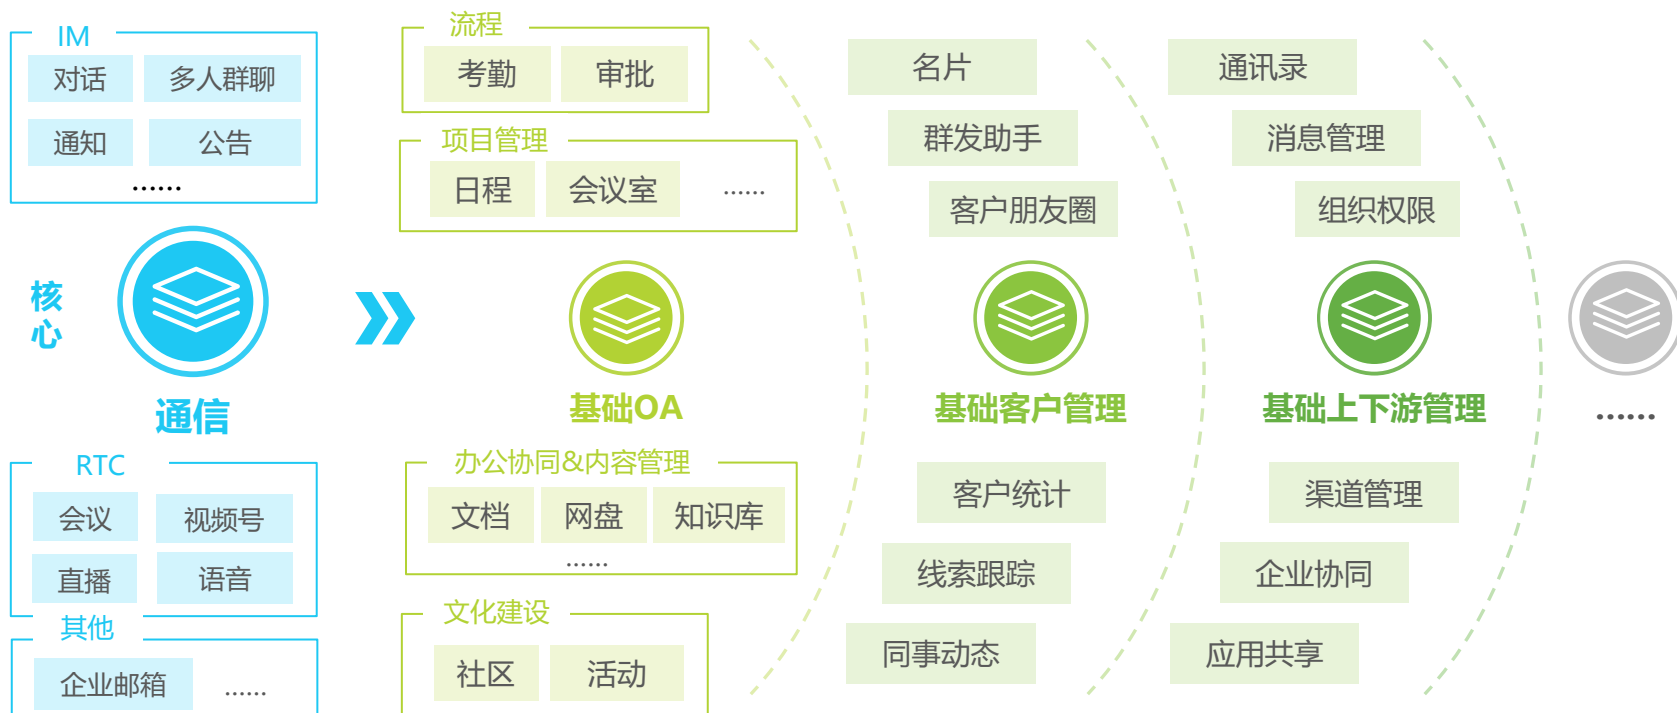 IM
对话
多人群聊
通知
公告
......
核心
通信
RTC
会议
视频号
直播
语音
其他
企业邮箱
......
流程
考勤
审批
项目管理
日程
会议室
......
基础OA
办公协同&内容管理
文档
网盘
知识库
......
文化建设
社区
活动
名片
群发助手
客户朋友圈
基础客户管理
客户统计
线索跟踪
同事动态
通讯录
消息管理
组织权限
基础上下游管理
渠道管理
企业协同
应用共享
......